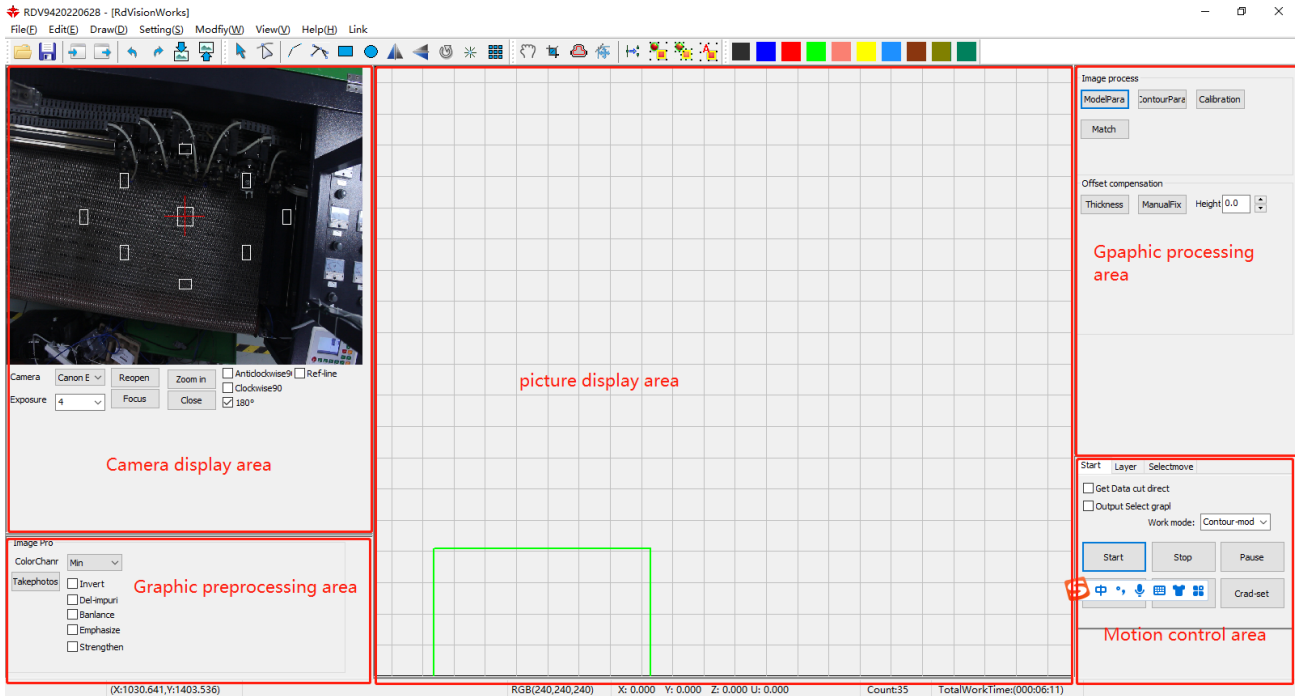 RDV9420220628 - [RdVisionWorks]
File(F) Edit(E) Draw(D) Setting(S) Modfiy(W) View(V) Help(H) Link
Image process
ModelPara ContourPara Calibration
Match
Offset compensation
Thickness ManualFix Height 0.0
Gpaphic processing
area
picture display area
Camera Canon E Reopen Zoom in Anticlockwise9 Ref-line
Clockwise90
Exposure 4 Focus Close 180°
Camera display area
Start Layer Selectmove
Get Data cut direct
Output Select grapl
Work mode: Contour-mod
Start Stop Pause
中 Crad-set
Motion control area
Image Pro
ColorChanr Min
Takephotos Invert
Graphic preprocessing area
Del-impuri
Banlance
Emphasize
Strengthen
(X:1030.641,Y:1403.536) RGB(240,240,240) X: 0.000 Y: 0.000 Z: 0.000 U: 0.000 Count:35 TotalWorkTime:(000:06:11)